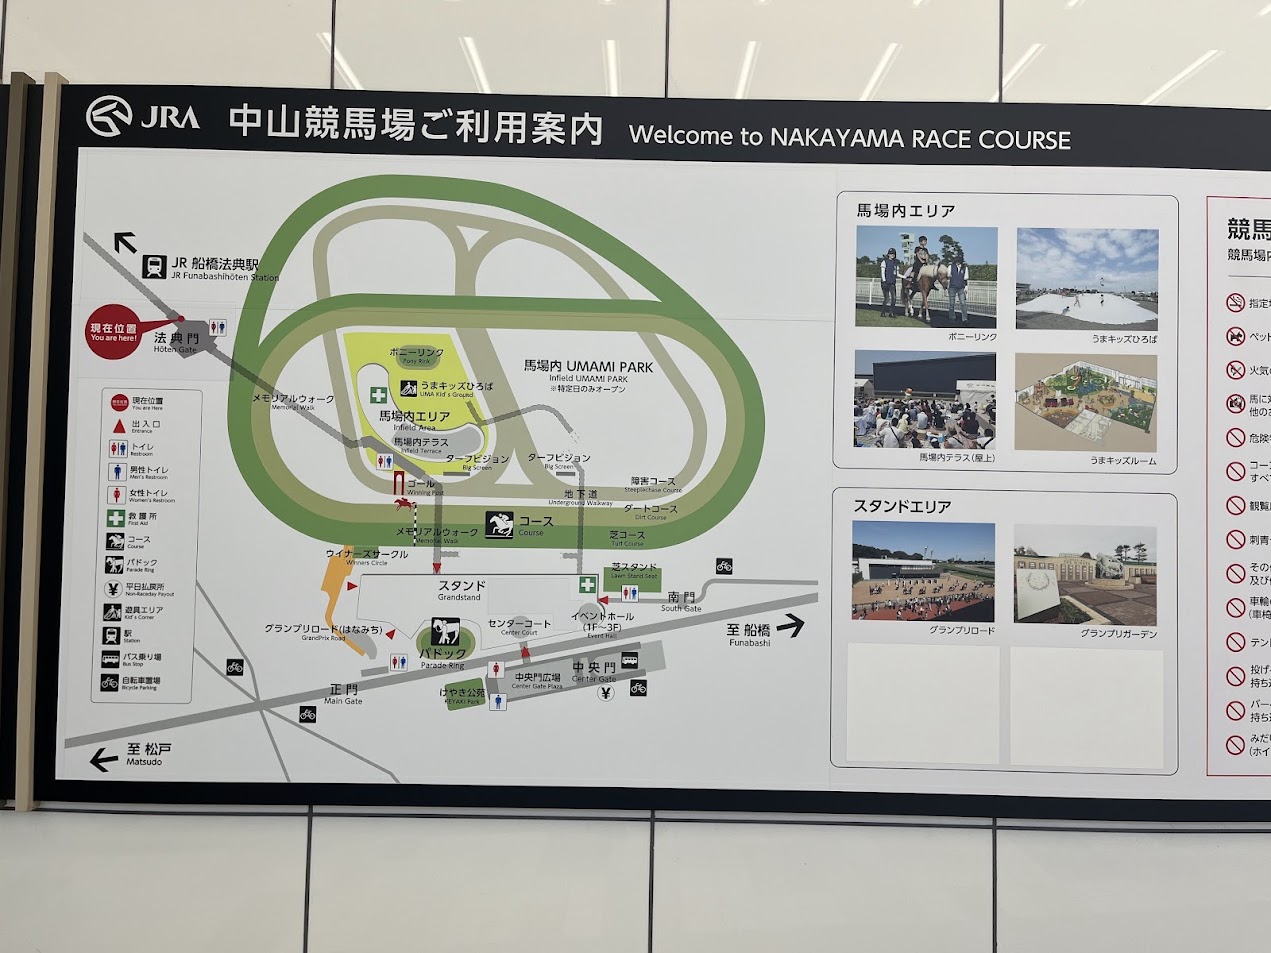 JRA 中山競馬場ご利用案内 Welcome to NAKAYAMA RACE COURSE
JR 船橋法典駅
JR Funabashihōten Station
現在位置
You are here!
法典門
Hōten Gate
メモリアルウォーク
Memorial Walk
ポニーリンク
Pony Rink
うまキッズひろば
UMA Kid's Ground
馬場内エリア
Infield Area
馬場内テラス
Infield Terrace
馬場内 UMAMI PARK
Infield UMAMI PARK
※特定日のみオープン
ターフビジョン
Big Screen
ターフビジョン
Big Screen
ゴール
Winning Post
地下道
Underground Walkway
障害コース
Steeplechase Course
ダートコース
Dirt Course
芝コース
Turf Course
コース
Course
メモリアルウォーク
Memorial Walk
ウイナーズサークル
Winners Circle
スタンド
Grandstand
芝スタンド
Lawn Stand Seat
南門
South Gate
イベントホール
(1F〜3F)
Event Hall
センターコート
Center Court
グランプリロード(はなみち)
GrandPrix Road
パドック
Parade Ring
至 船橋
Funabashi
中央門
Center Gate
中央門広場
Center Gate Plaza
けやき公苑
KEYAKI Park
正門
Main Gate
至 松戸
Matsudo
現在位置
You are Here
出入口
Entrance
トイレ
Restroom
男性トイレ
Men's Restroom
女性トイレ
Women's Restroom
救護所
First Aid
コース
Course
パドック
Parade Ring
平日払戻所
Non-Raceday Payout
遊具エリア
Kid's Corner
駅
Station
バス乗り場
Bus Stop
自転車置場
Bicycle Parking
馬場内エリア
ポニーリンク
うまキッズひろば
馬場内テラス(屋上)
うまキッズルーム
スタンドエリア
グランプリロード
グランプリガーデン
競馬
競馬場内
指定
ペット
火気の
馬に
他のお
危険
コー
すべ
観覧
刺青
その
及び
車輪の
(車椅
テン
投げ
持ち
バー
持ち
みだ
(ホイ